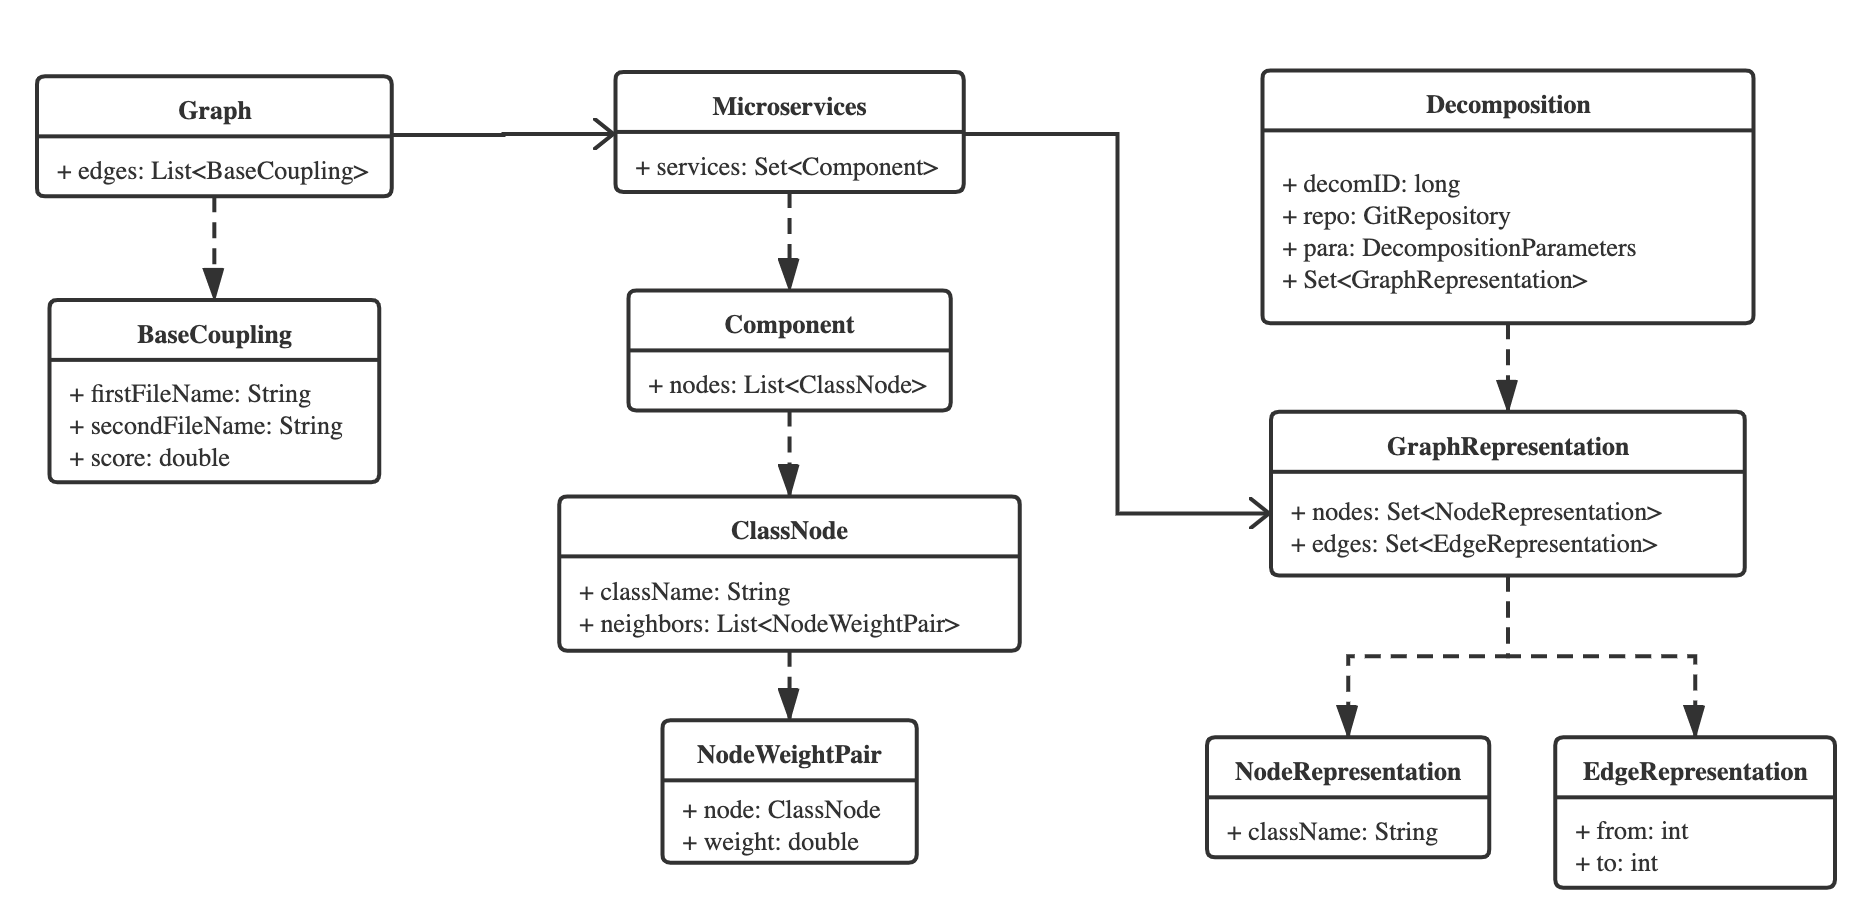 Graph
+ edges: List<BaseCoupling>
BaseCoupling
+ firstFileName: String
+ secondFileName: String
+ score: double
Microservices
+ services: Set<Component>
Component
+ nodes: List<ClassNode>
ClassNode
+ className: String
+ neighbors: List<NodeWeightPair>
NodeWeightPair
+ node: ClassNode
+ weight: double
Decomposition
+ decomID: long
+ repo: GitRepository
+ para: DecompositionParameters
+ Set<GraphRepresentation>
GraphRepresentation
+ nodes: Set<NodeRepresentation>
+ edges: Set<EdgeRepresentation>
NodeRepresentation
+ className: String
EdgeRepresentation
+ from: int
+ to: int